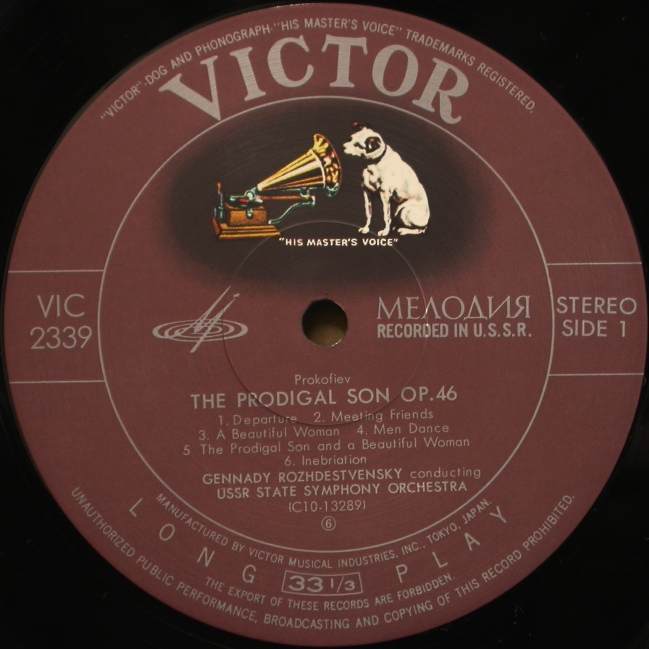 "VICTOR"-DOG AND PHONOGRAPH-"HIS MASTER'S VOICE" TRADEMARKS REGISTERED.
VICTOR
"HIS MASTER'S VOICE"
VIC
2339
МЕЛОДИЯ
RECORDED IN U.S.S.R.
STEREO
SIDE 1
Prokofiev
THE PRODIGAL SON OP.46
1. Departure 2. Meeting Friends
3. A Beautiful Woman 4. Men Dance
5 The Prodigal Son and a Beautiful Woman
6. Inebriation
GENNADY ROZHDESTVENSKY conducting
USSR STATE SYMPHONY ORCHESTRA
(C10-13289)
⑥
LONG 33 1/3 PLAY
MANUFACTURED BY VICTOR MUSICAL INDUSTRIES, INC., TOKYO, JAPAN.
THE EXPORT OF THESE RECORDS ARE FORBIDDEN.
UNAUTHORIZED PUBLIC PERFORMANCE, BROADCASTING AND COPYING OF THIS RECORD PROHIBITED.